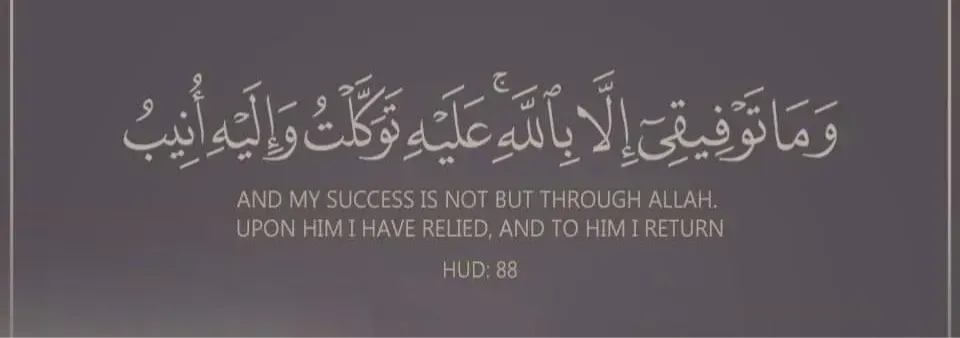 وَمَا تَوْفِيقِىٓ إِلَّا بِٱللَّهِ ۚ عَلَيْهِ تَوَكَّلْتُ وَإِلَيْهِ أُنِيبُ
AND MY SUCCESS IS NOT BUT THROUGH ALLAH.
UPON HIM I HAVE RELIED, AND TO HIM I RETURN
HUD: 88